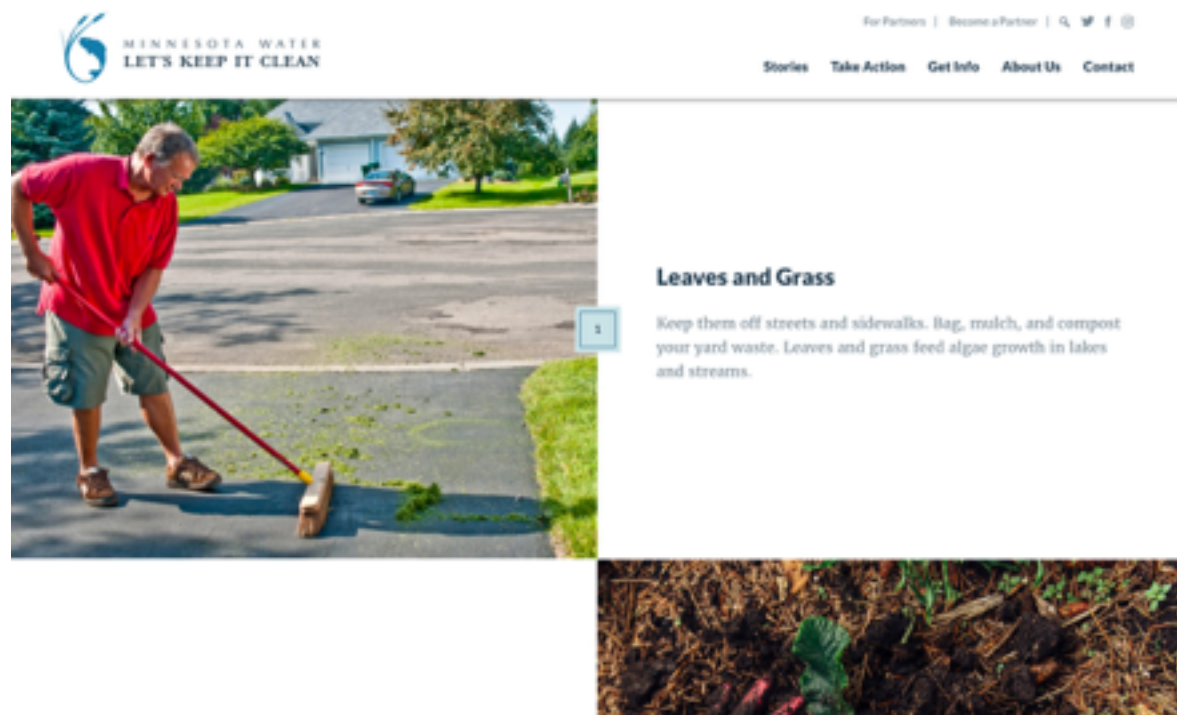 For Partners | Become a Partner |
MINNESOTA WATER
LET'S KEEP IT CLEAN
Stories Take Action Get Info About Us Contact
Leaves and Grass
1
Keep them off streets and sidewalks. Bag, mulch, and compost
your yard waste. Leaves and grass feed algae growth in lakes
and streams.